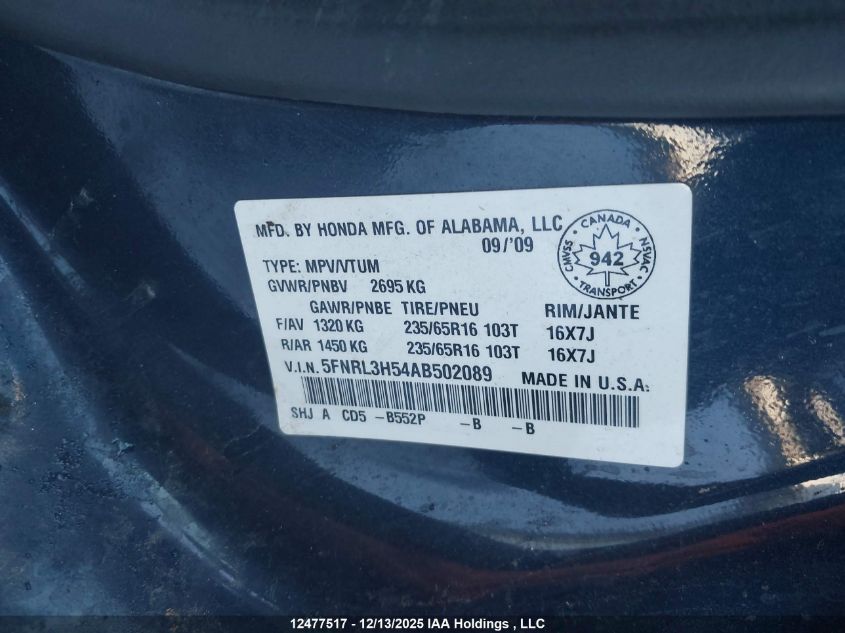 MFD. BY HONDA MFG. OF ALABAMA, LLC
09/'09
CANADA
CMVSS 942 NSVAC
TRANSPORT
TYPE: MPV/VTUM
GVWR/PNBV 2695 KG
GAWR/PNBE TIRE/PNEU RIM/JANTE
F/AV 1320 KG 235/65R16 103T 16X7J
R/AR 1450 KG 235/65R16 103T 16X7J
V.I.N. 5FNRL3H54AB502089 MADE IN U.S.A.
SHJ A CD5 -B552P -B -B
12477517 - 12/13/2025 IAA Holdings , LLC